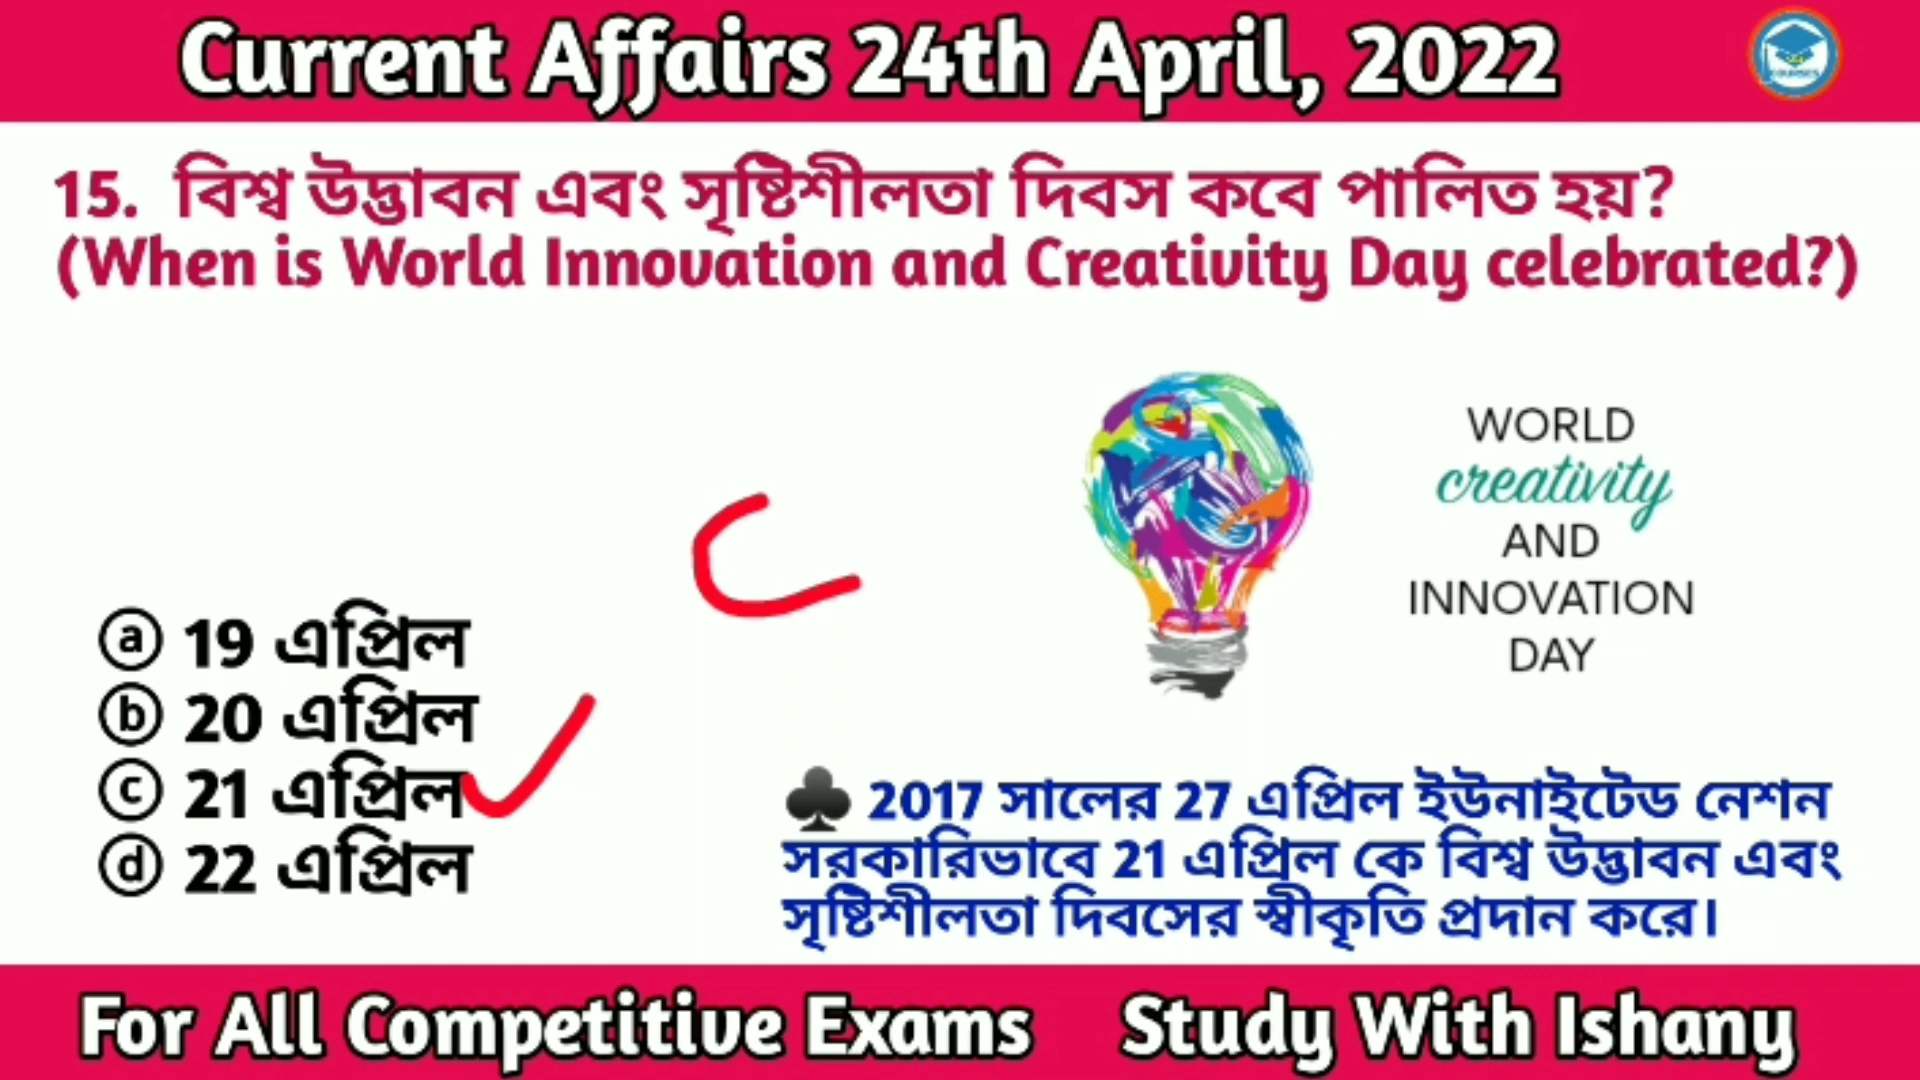 Current Affairs 24th April, 2022
COURSES
15. বিশ্ব উদ্ভাবন এবং সৃষ্টিশীলতা দিবস কবে পালিত হয়?
(When is World Innovation and Creativity Day celebrated?)
WORLD
creativity
AND
INNOVATION
DAY
C
ⓐ 19 এপ্রিল
ⓑ 20 এপ্রিল
ⓒ 21 এপ্রিল
ⓓ 22 এপ্রিল
♣ 2017 সালের 27 এপ্রিল ইউনাইটেড নেশন
সরকারিভাবে 21 এপ্রিল কে বিশ্ব উদ্ভাবন এবং
সৃষ্টিশীলতা দিবসের স্বীকৃতি প্রদান করে।
For All Competitive Exams Study With Ishany